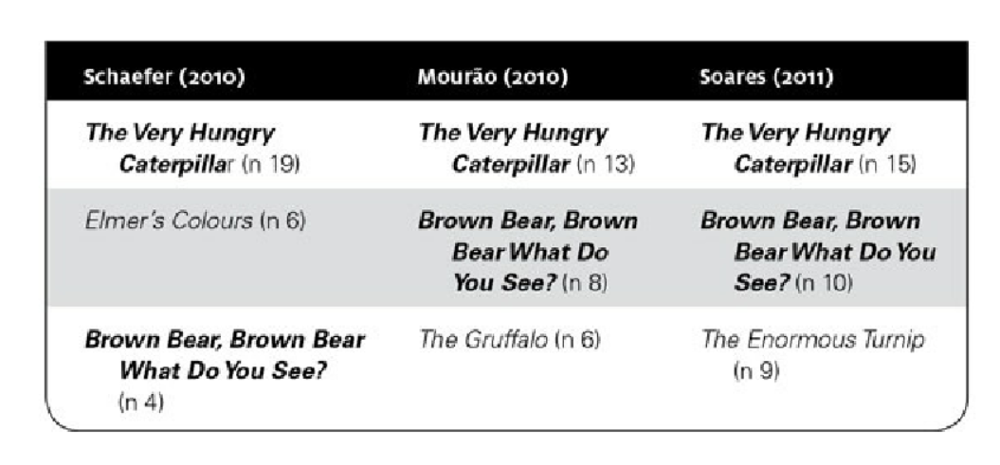 Schaefer (2010)
Mourão (2010)
Soares (2011)
The Very Hungry
Caterpillar (n 19)
The Very Hungry
Caterpillar (n 13)
The Very Hungry
Caterpillar (n 15)
Elmer's Colours (n 6)
Brown Bear, Brown
Bear What Do
You See? (n 8)
Brown Bear, Brown
Bear What Do You
See? (n 10)
Brown Bear, Brown Bear
What Do You See?
(n 4)
The Gruffalo (n 6)
The Enormous Turnip
(n 9)